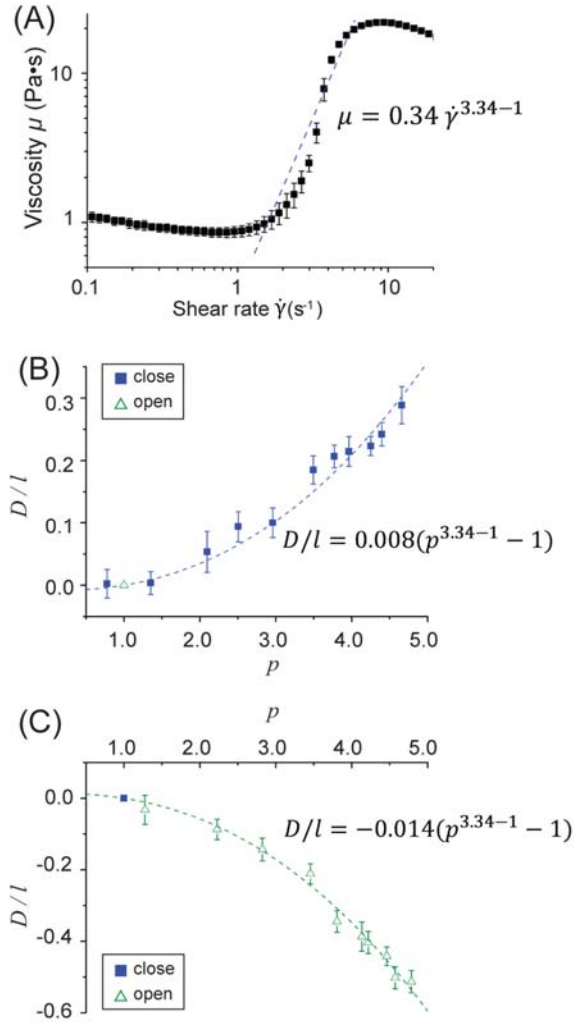 (A)
Viscosity μ (Pa•s)
10
1
μ = 0.34 γ̇^{3.34−1}
0.1 1 10
Shear rate γ̇(s⁻¹)
(B)
close
open
D / l
0.3
0.2
0.1
0.0
D/l = 0.008(p^{3.34−1} − 1)
1.0 2.0 3.0 4.0 5.0
p
(C)
p
1.0 2.0 3.0 4.0 5.0
D / l
0.0
-0.2
-0.4
-0.6
D/l = −0.014(p^{3.34−1} − 1)
close
open